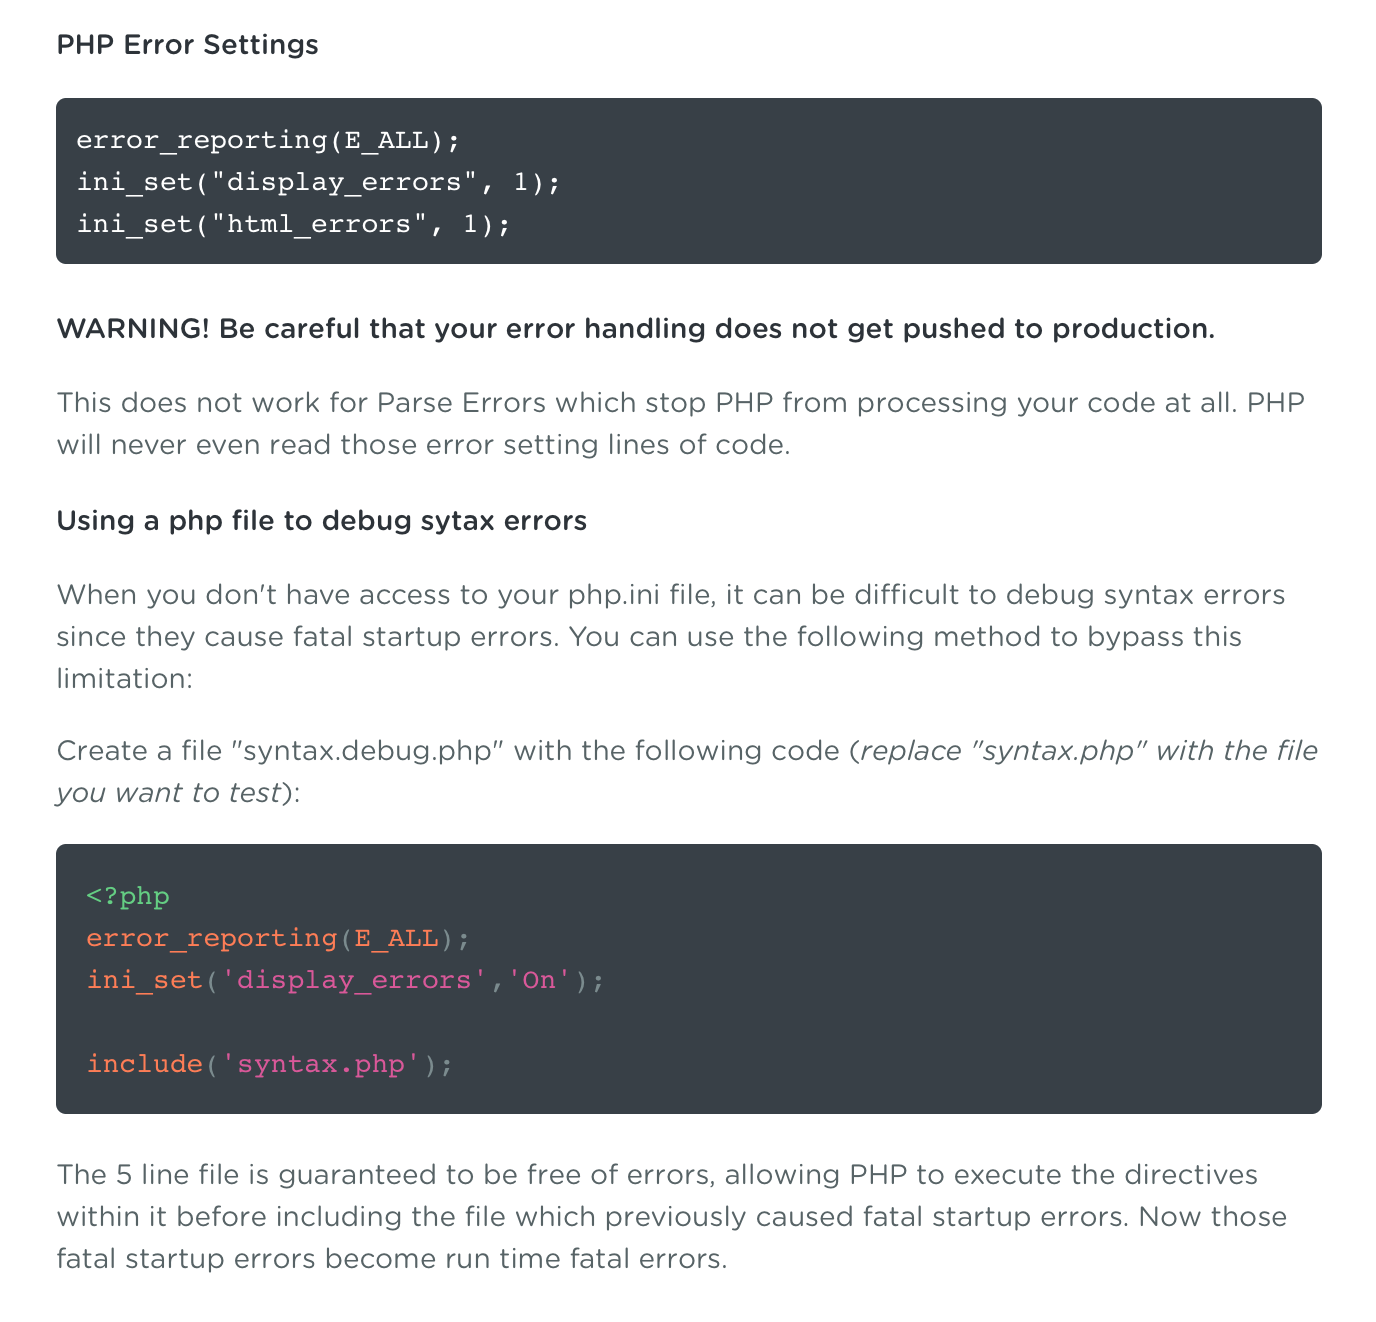 PHP Error Settings
error_reporting(E_ALL);
ini_set("display_errors", 1);
ini_set("html_errors", 1);
WARNING! Be careful that your error handling does not get pushed to production.
This does not work for Parse Errors which stop PHP from processing your code at all. PHP
will never even read those error setting lines of code.
Using a php file to debug sytax errors
When you don't have access to your php.ini file, it can be difficult to debug syntax errors
since they cause fatal startup errors. You can use the following method to bypass this
limitation:
Create a file "syntax.debug.php" with the following code (replace "syntax.php" with the file
you want to test):
<?php
error_reporting(E_ALL);
ini_set('display_errors','On');
include('syntax.php');
The 5 line file is guaranteed to be free of errors, allowing PHP to execute the directives
within it before including the file which previously caused fatal startup errors. Now those
fatal startup errors become run time fatal errors.